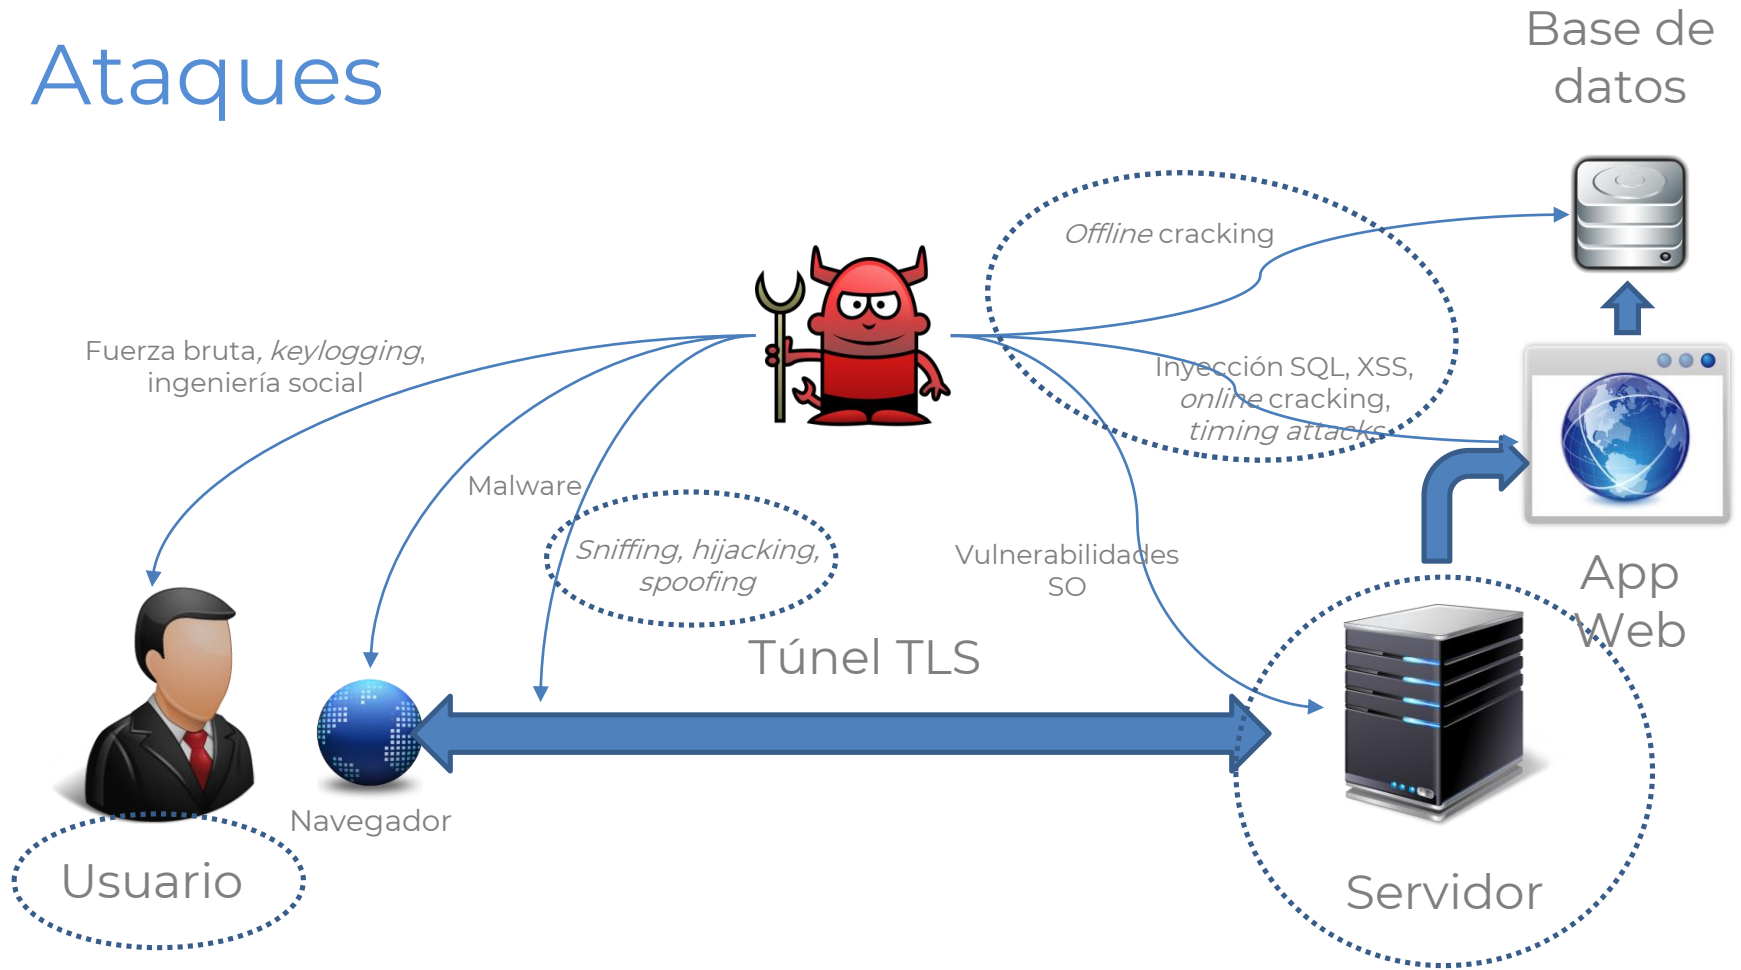 Ataques
Base de
datos
Offline cracking
Fuerza bruta, keylogging,
ingeniería social
Inyección SQL, XSS,
online cracking,
timing attacks
Malware
Sniffing, hijacking,
spoofing
Vulnerabilidades
SO
App
Web
Túnel TLS
Navegador
Usuario
Servidor